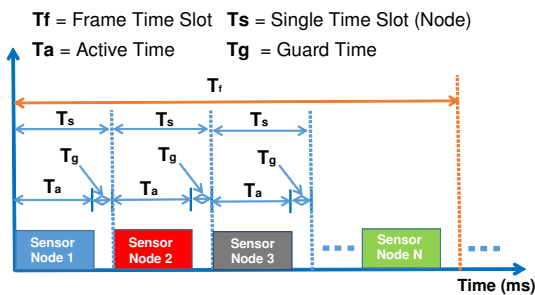 Tf = Frame Time Slot Ts = Single Time Slot (Node)
Ta = Active Time Tg = Guard Time
Tf
Ts Ts Ts
Tg Tg Tg
Ta Ta Ta
Sensor Node 1
Sensor Node 2
Sensor Node 3
Sensor Node N
Time (ms)